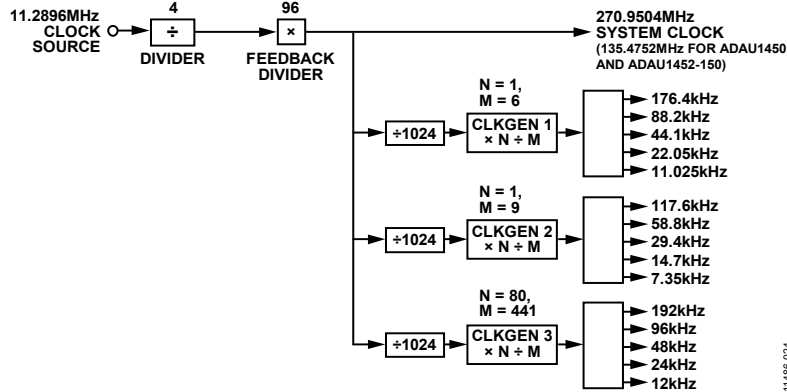 11.2896MHz
CLOCK
SOURCE
4
÷
DIVIDER
96
×
FEEDBACK
DIVIDER
270.9504MHz
SYSTEM CLOCK
(135.4752MHz FOR ADAU1450
AND ADAU1452-150)
N = 1,
M = 6
÷1024
CLKGEN 1
× N ÷ M
176.4kHz
88.2kHz
44.1kHz
22.05kHz
11.025kHz
N = 1,
M = 9
÷1024
CLKGEN 2
× N ÷ M
117.6kHz
58.8kHz
29.4kHz
14.7kHz
7.35kHz
N = 80,
M = 441
÷1024
CLKGEN 3
× N ÷ M
192kHz
96kHz
48kHz
24kHz
12kHz
11486-024